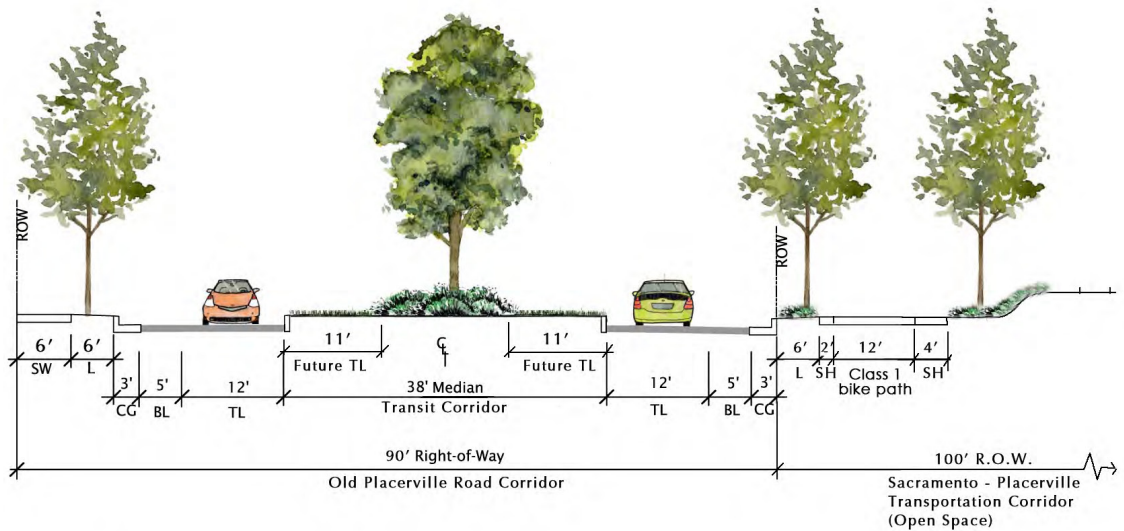 ROW
ROW
6' 6' 11' C̲L 11' 6' 2' 12' 4'
SW L Future TL Future TL L SH Class 1 SH
bike path
3' 5' 12' 38' Median 12' 5' 3'
CG BL TL Transit Corridor TL BL CG
90' Right-of-Way 100' R.O.W.
Old Placerville Road Corridor Sacramento - Placerville
Transportation Corridor
(Open Space)